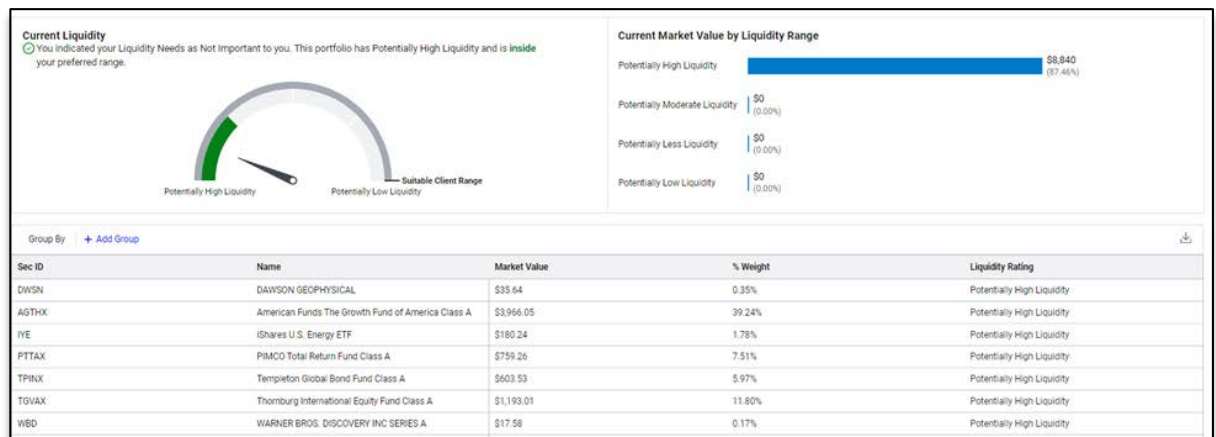 Current Liquidity
You indicated your Liquidity Needs as Not Important to you. This portfolio has Potentially High Liquidity and is inside
your preferred range.
Suitable Client Range
Potentially High Liquidity
Potentially Low Liquidity
Current Market Value by Liquidity Range
Potentially High Liquidity
$8,840
(87.46%)
Potentially Moderate Liquidity
$0
(0.00%)
Potentially Less Liquidity
$0
(0.00%)
Potentially Low Liquidity
$0
(0.00%)
Group By + Add Group
Sec ID Name Market Value % Weight Liquidity Rating
DWSN DAWSON GEOPHYSICAL $35.64 0.35% Potentially High Liquidity
AGTHX American Funds The Growth Fund of America Class A $3,966.05 39.24% Potentially High Liquidity
IYE iShares U.S. Energy ETF $180.24 1.78% Potentially High Liquidity
PTTAX PIMCO Total Return Fund Class A $759.26 7.51% Potentially High Liquidity
TPINX Templeton Global Bond Fund Class A $603.53 5.97% Potentially High Liquidity
TGVAX Thornburg International Equity Fund Class A $1,193.01 11.80% Potentially High Liquidity
WBD WARNER BROS. DISCOVERY INC SERIES A $17.58 0.17% Potentially High Liquidity